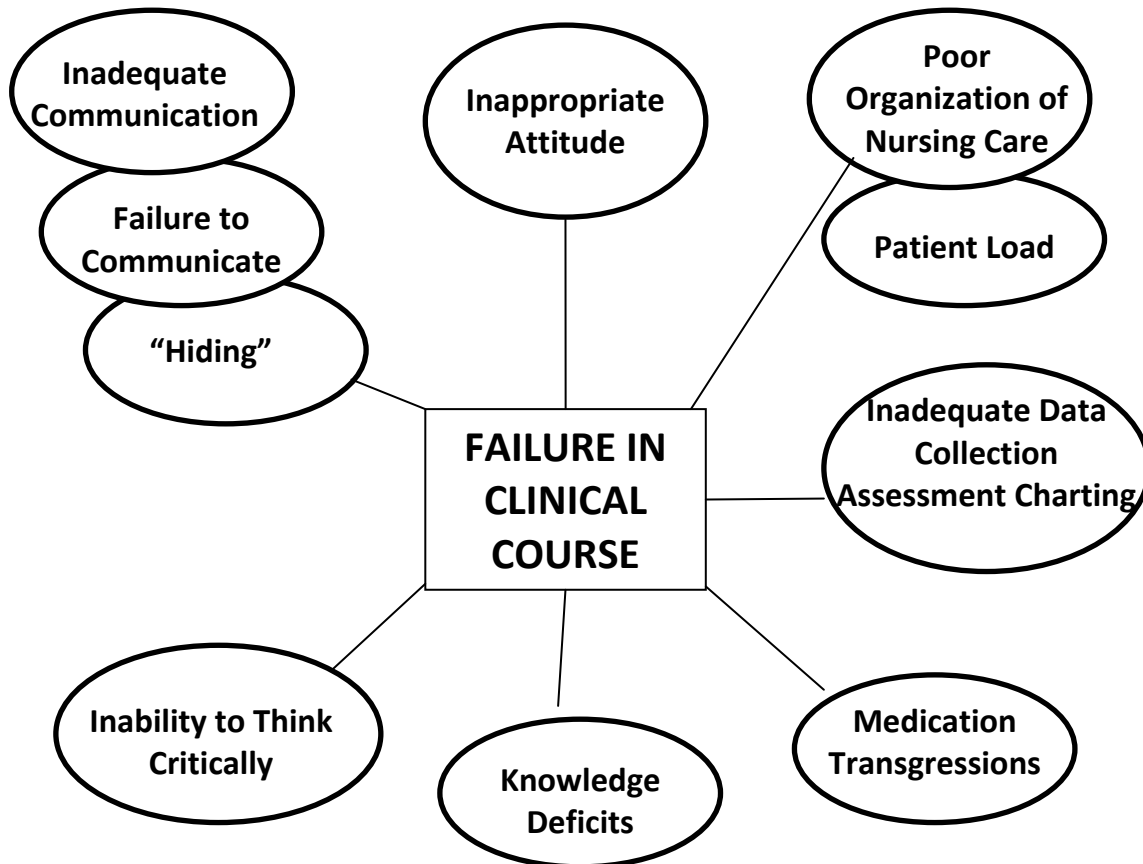 Inadequate
Communication
Failure to
Communicate
“Hiding”
Inappropriate
Attitude
Poor
Organization of
Nursing Care
Patient Load
FAILURE IN
CLINICAL
COURSE
Inadequate Data
Collection
Assessment Charting
Inability to Think
Critically
Knowledge
Deficits
Medication
Transgressions